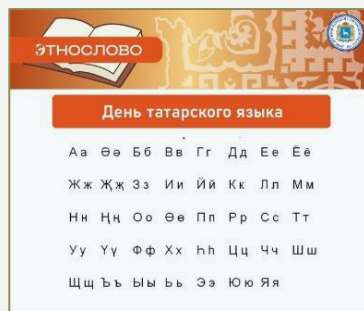 ЭТНОСЛОВО
День татарского языка
Аа Әә Бб Вв Гг Дд Ее Ёё
Жж Җҗ Зз Ии Йй Кк Лл Мм
Нн Ңң Оо Өө Пп Рр Сс Тт
Уу Үү Фф Хх Һһ Цц Чч Шш
Щщ Ъъ Ыы Ьь Ээ Юю Яя